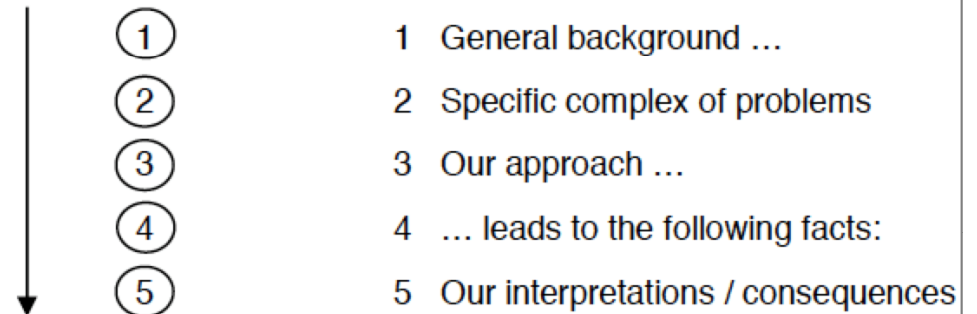 1 1 General background …
2 2 Specific complex of problems
3 3 Our approach …
4 4 … leads to the following facts:
5 5 Our interpretations / consequences